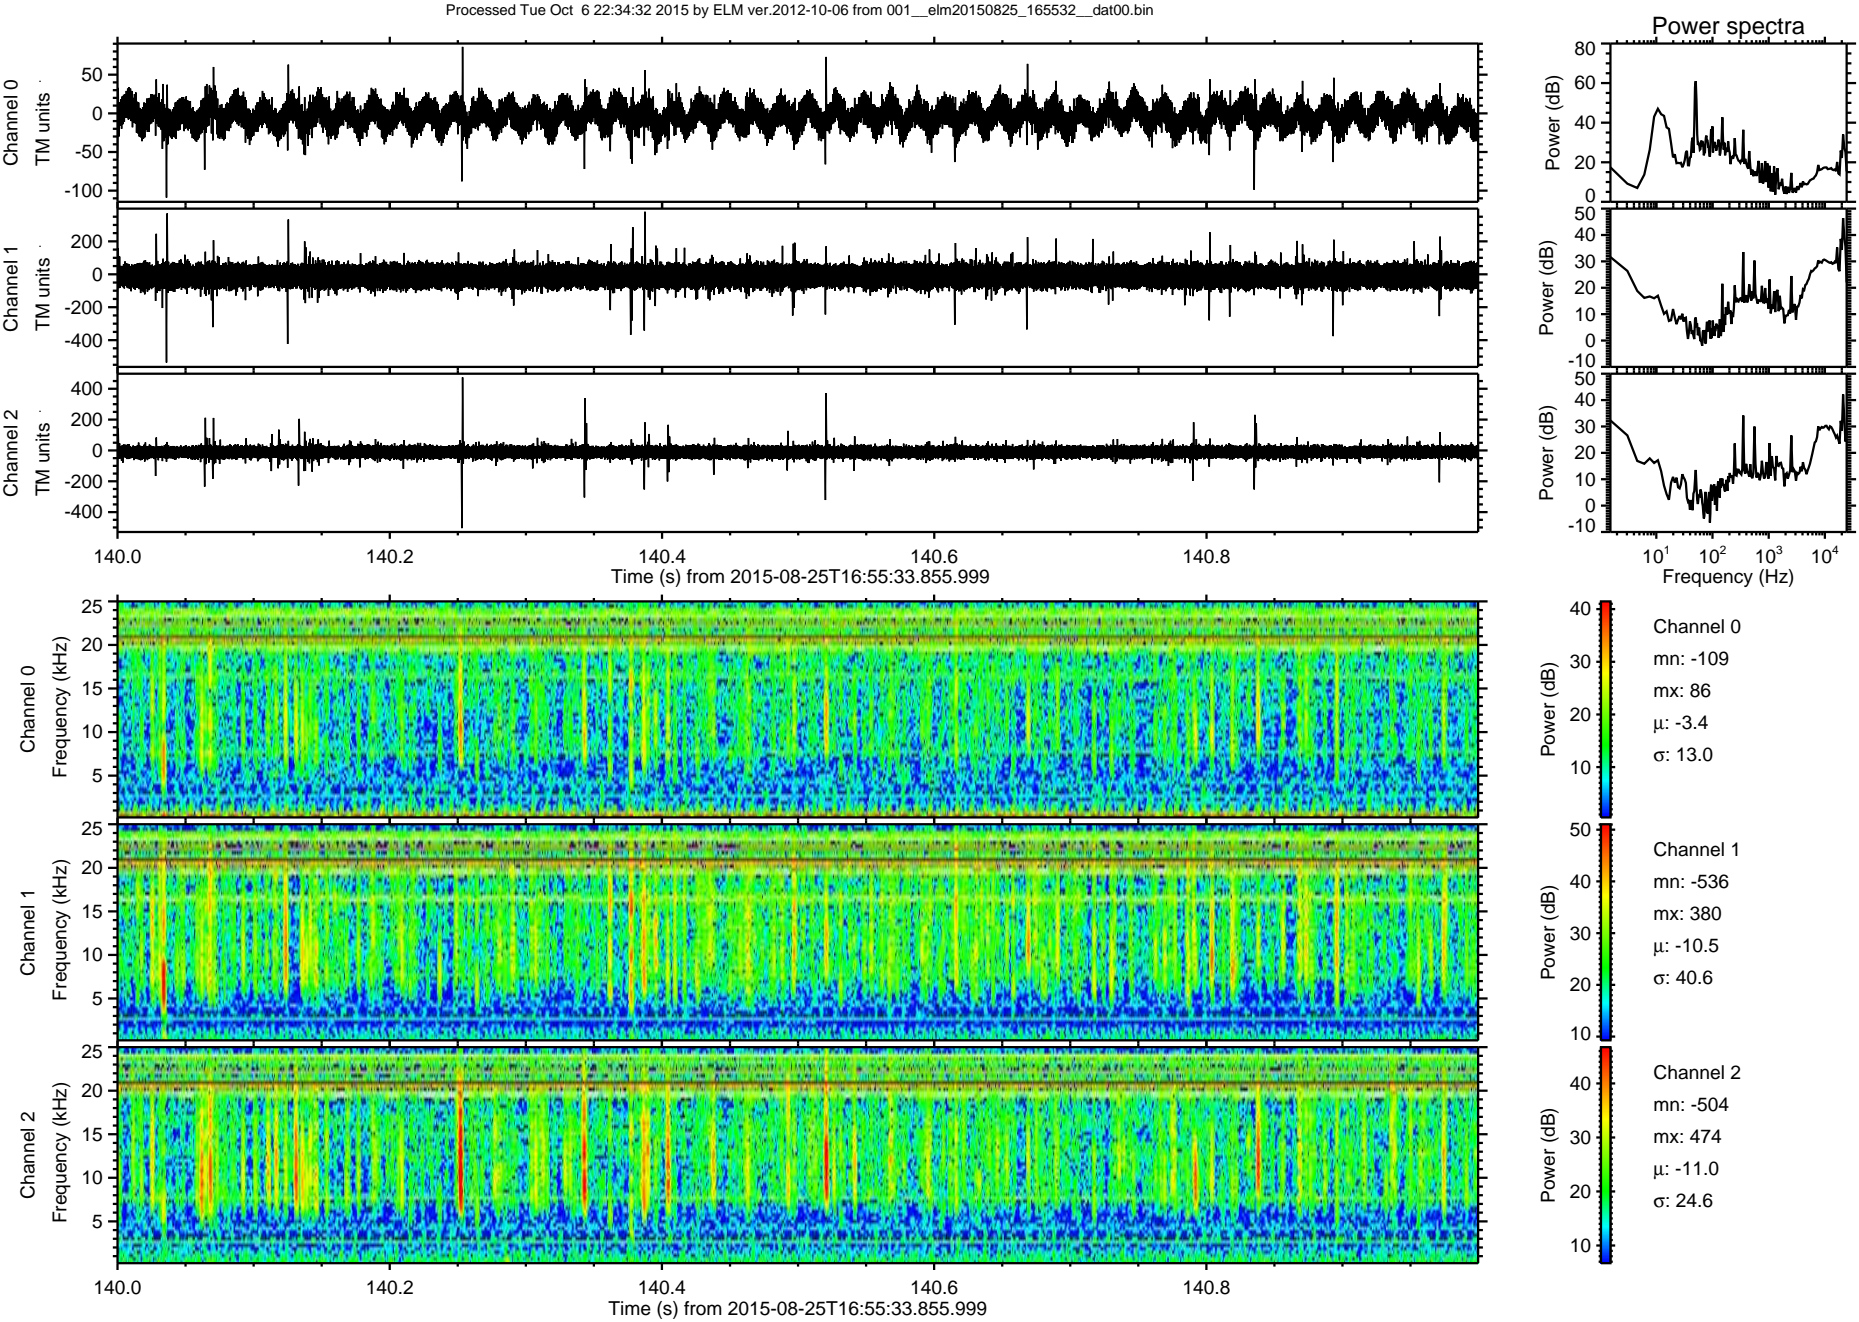 Processed Tue Oct  6 22:34:32 2015 by ELM ver.2012-10-06 from 001__elm20150825_165532__dat00.bin
Power spectra
Channel 0
TM units
50
0
-50
-100
Power (dB)
80
60
40
20
0
Channel 1
TM units
200
0
-200
-400
Power (dB)
50
40
30
20
10
0
-10
Channel 2
TM units
400
200
0
-200
-400
Power (dB)
50
40
30
20
10
0
-10
140.0 140.2 140.4 140.6 140.8
Time (s) from 2015-08-25T16:55:33.855.999
10¹ 10² 10³ 10⁴
Frequency (Hz)
Channel 0
Frequency (kHz)
25
20
15
10
5
Power (dB)
40
30
20
10
Channel 0
mn: -109
mx: 86
μ: -3.4
σ: 13.0
Channel 1
Frequency (kHz)
25
20
15
10
5
Power (dB)
50
40
30
20
10
Channel 1
mn: -536
mx: 380
μ: -10.5
σ: 40.6
Channel 2
Frequency (kHz)
25
20
15
10
5
Power (dB)
40
30
20
10
Channel 2
mn: -504
mx: 474
μ: -11.0
σ: 24.6
140.0 140.2 140.4 140.6 140.8
Time (s) from 2015-08-25T16:55:33.855.999